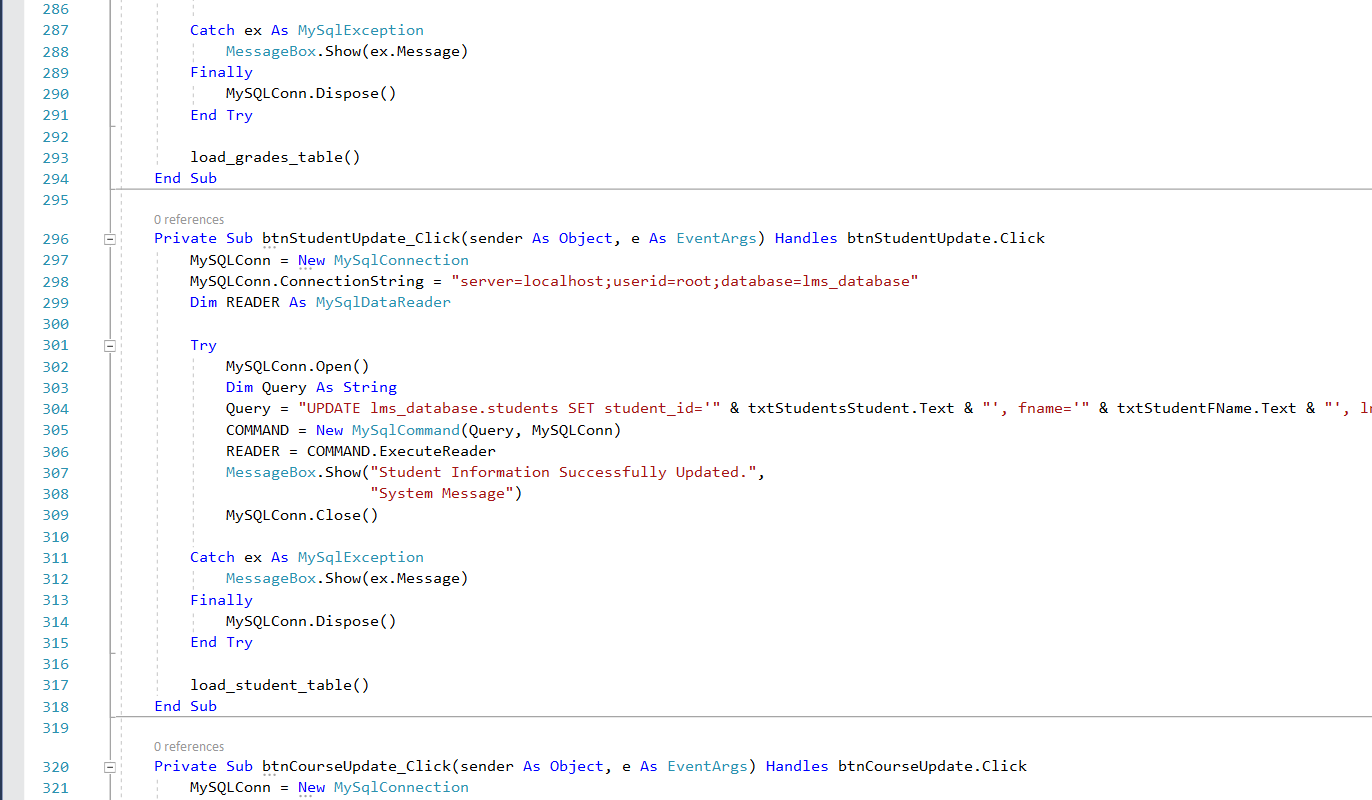 286
287 Catch ex As MySqlException
288 MessageBox.Show(ex.Message)
289 Finally
290 MySQLConn.Dispose()
291 End Try
292
293 load_grades_table()
294 End Sub
295
0 references
296 Private Sub btnStudentUpdate_Click(sender As Object, e As EventArgs) Handles btnStudentUpdate.Click
297 MySQLConn = New MySqlConnection
298 MySQLConn.ConnectionString = "server=localhost;userid=root;database=lms_database"
299 Dim READER As MySqlDataReader
300
301 Try
302 MySQLConn.Open()
303 Dim Query As String
304 Query = "UPDATE lms_database.students SET student_id='" & txtStudentsStudent.Text & "', fname='" & txtStudentFName.Text & "',
305 COMMAND = New MySqlCommand(Query, MySQLConn)
306 READER = COMMAND.ExecuteReader
307 MessageBox.Show("Student Information Successfully Updated.",
308 "System Message")
309 MySQLConn.Close()
310
311 Catch ex As MySqlException
312 MessageBox.Show(ex.Message)
313 Finally
314 MySQLConn.Dispose()
315 End Try
316
317 load_student_table()
318 End Sub
319
0 references
320 Private Sub btnCourseUpdate_Click(sender As Object, e As EventArgs) Handles btnCourseUpdate.Click
321 MySQLConn = New MySqlConnection